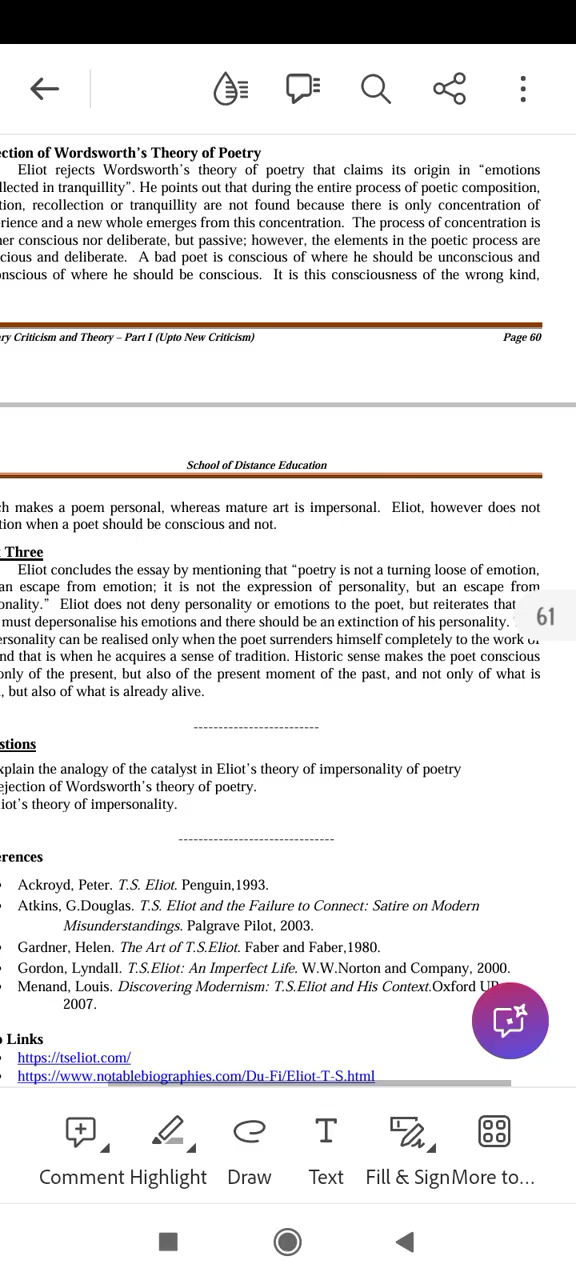 ection of Wordsworth's Theory of Poetry
Eliot rejects Wordsworth's theory of poetry that claims its origin in "emotions
llected in tranquillity". He points out that during the entire process of poetic composition,
tion, recollection or tranquillity are not found because there is only concentration of
rience and a new whole emerges from this concentration. The process of concentration is
her conscious nor deliberate, but passive; however, the elements in the poetic process are
cious and deliberate. A bad poet is conscious of where he should be unconscious and
onscious of where he should be conscious. It is this consciousness of the wrong kind,
ry Criticism and Theory – Part I (Upto New Criticism) Page 60
School of Distance Education
ch makes a poem personal, whereas mature art is impersonal. Eliot, however does not
tion when a poet should be conscious and not.
Three
Eliot concludes the essay by mentioning that "poetry is not a turning loose of emotion,
an escape from emotion; it is not the expression of personality, but an escape from
onality." Eliot does not deny personality or emotions to the poet, but reiterates that
must depersonalise his emotions and there should be an extinction of his personality.
61
ersonality can be realised only when the poet surrenders himself completely to the work
nd that is when he acquires a sense of tradition. Historic sense makes the poet conscious
only of the present, but also of the present moment of the past, and not only of what is
, but also of what is already alive.
-------------------------
stions
xplain the analogy of the catalyst in Eliot's theory of impersonality of poetry
ejection of Wordsworth's theory of poetry.
liot's theory of impersonality.
-------------------------------
erences
Ackroyd, Peter. T.S. Eliot. Penguin,1993.
Atkins, G.Douglas. T.S. Eliot and the Failure to Connect: Satire on Modern
Misunderstandings. Palgrave Pilot, 2003.
Gardner, Helen. The Art of T.S.Eliot. Faber and Faber,1980.
Gordon, Lyndall. T.S.Eliot: An Imperfect Life. W.W.Norton and Company, 2000.
Menand, Louis. Discovering Modernism: T.S.Eliot and His Context.Oxford UP
2007.
Links
https://tseliot.com/
https://www.notablebiographies.com/Du-Fi/Eliot-T-S.html
Comment Highlight Draw Text Fill & Sign More to...